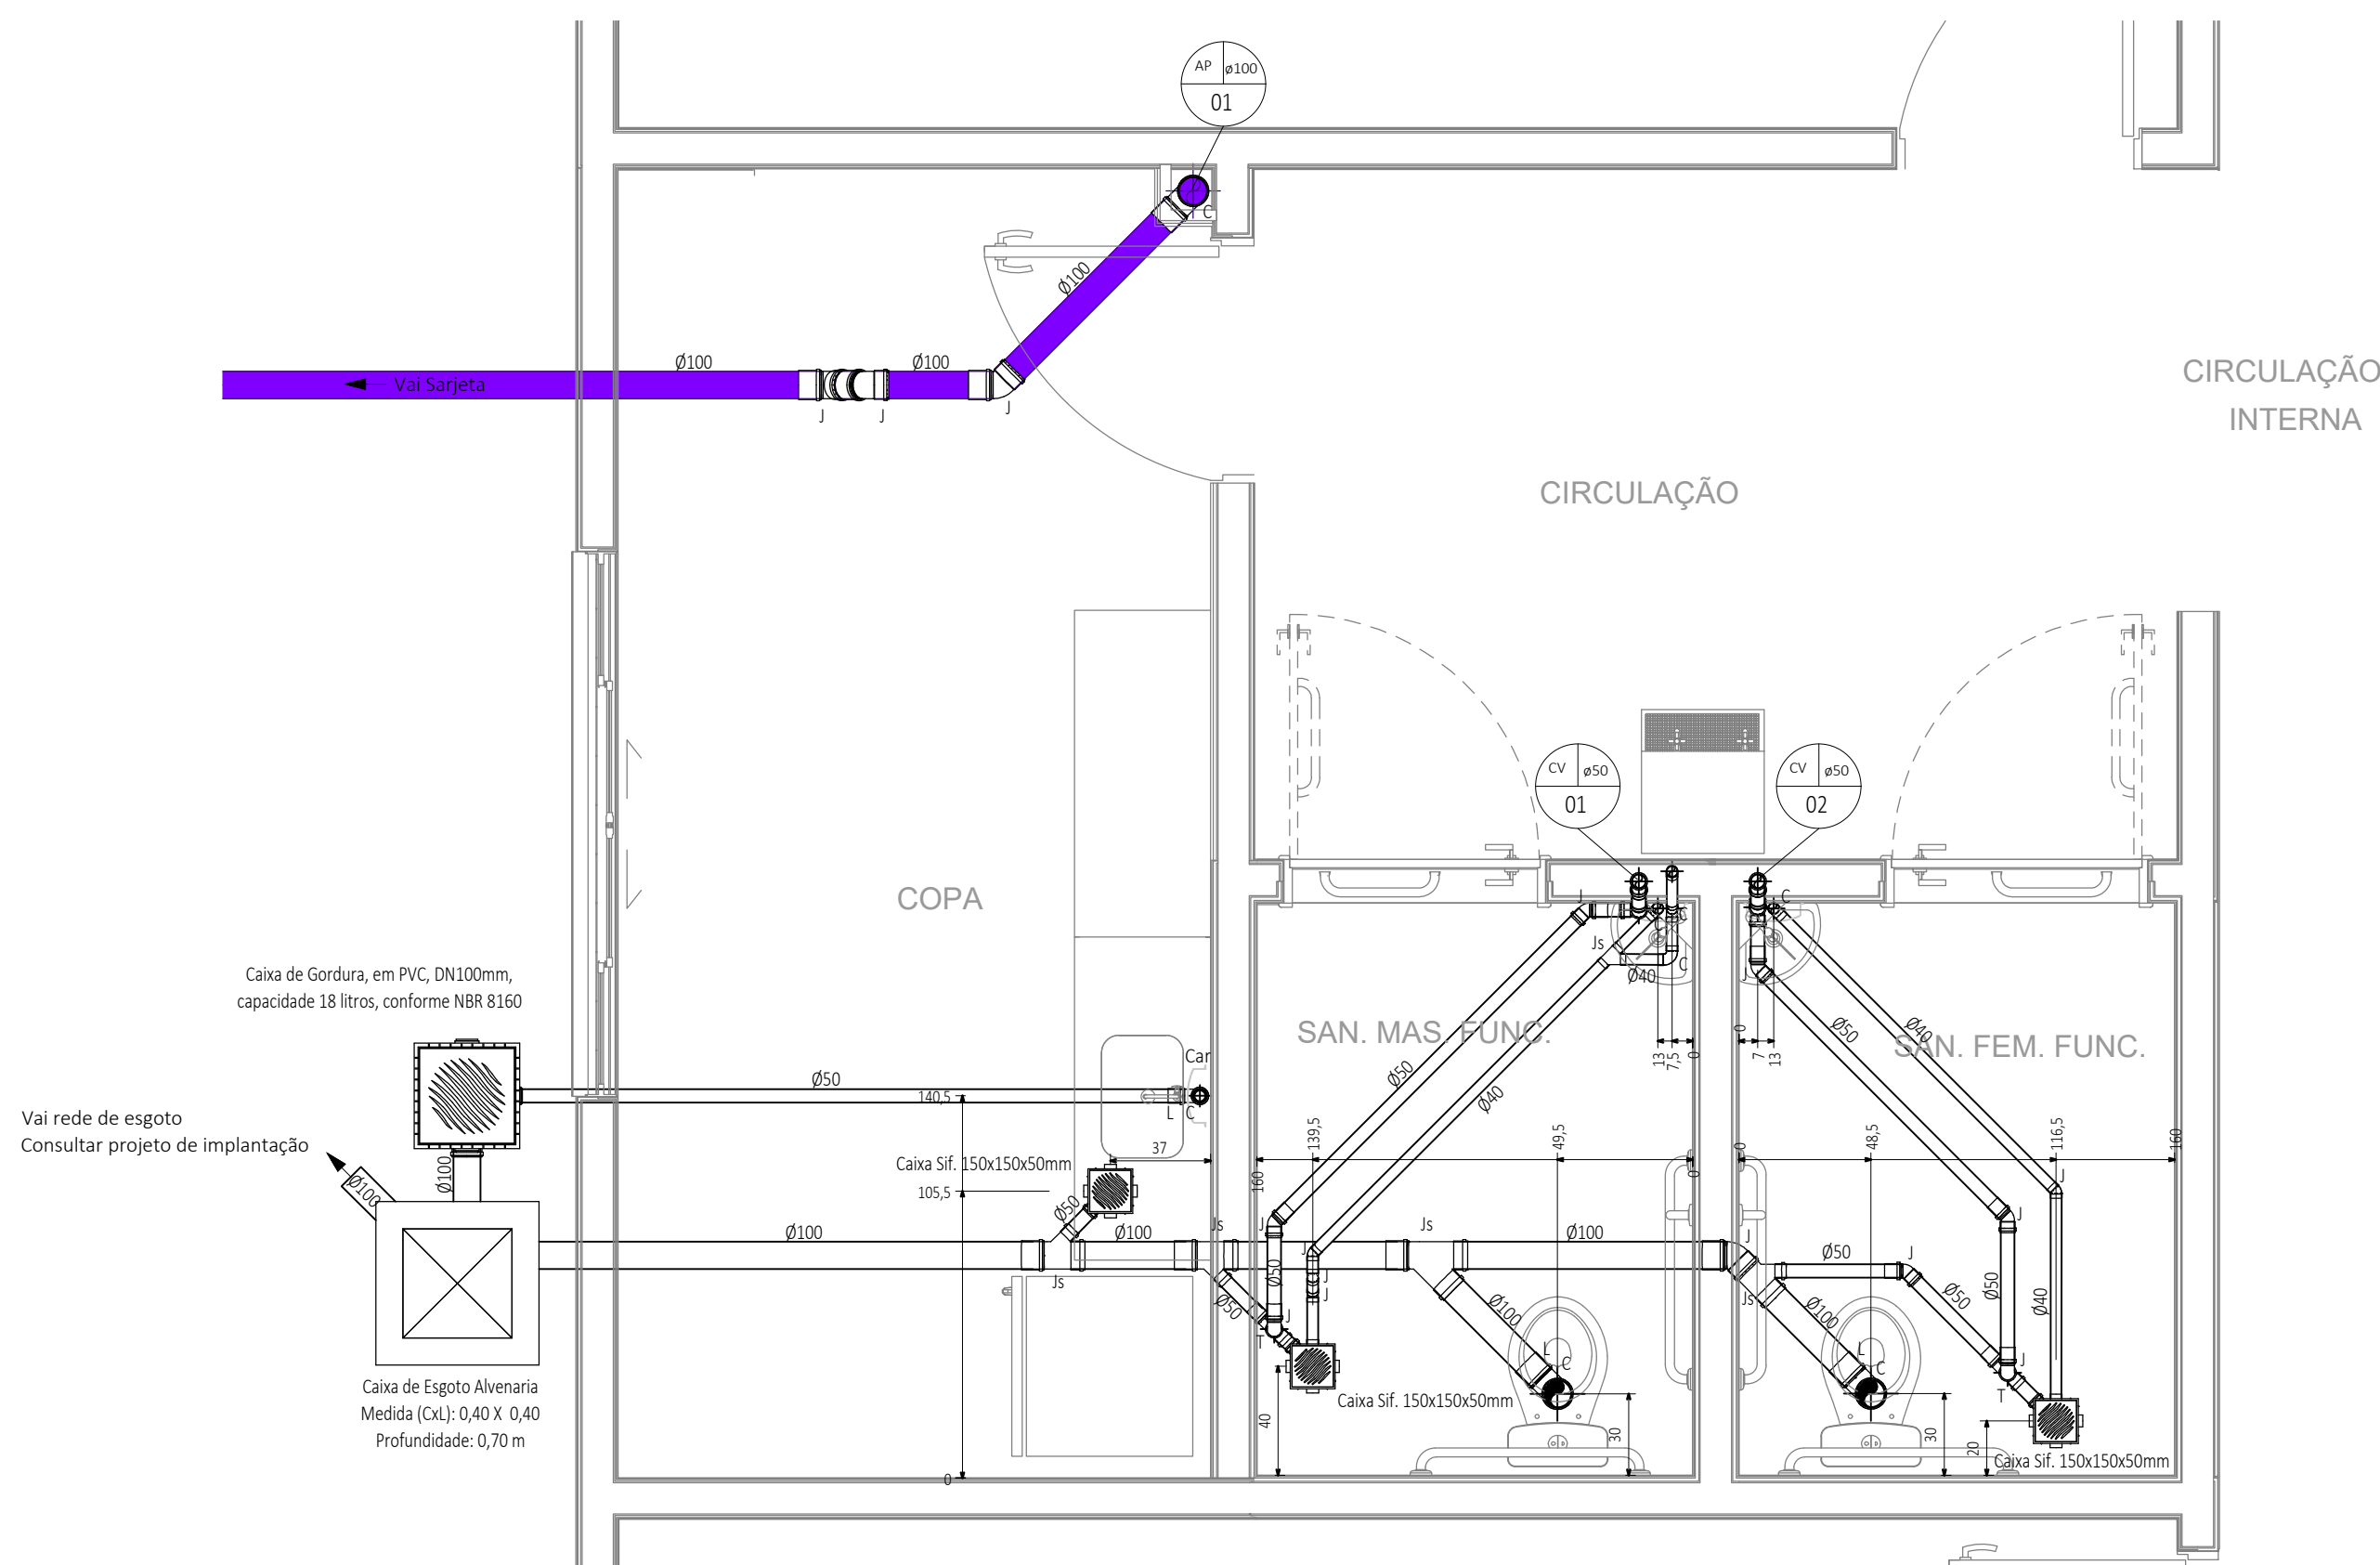 AP ø100
01
Ø100
Ø100
Ø100
Vai Sarjeta
C
J
J
J
CIRCULAÇÃO
INTERNA
CIRCULAÇÃO
CV ø50
01
CV ø50
02
COPA
J
C
C
C
Js
C
Ø40
J
Caixa de Gordura, em PVC, DN100mm,
capacidade 18 litros, conforme NBR 8160
SAN. MAS. FUNC.
SAN. FEM. FUNC.
Ø50
Ø40
Ø50
Ø40
13
7,5
0
0
7
13
Car
Ø50
140,5
L
C
Vai rede de esgoto
Consultar projeto de implantação
Ø100
Ø100
37
Caixa Sif. 150x150x50mm
105,5
160
139,5
49,5
0
0
48,5
116,5
160
Ø50
Ø100
Ø100
Js
Js
Js
Ø100
J
J
J
J
J
J
J
Ø50
J
Ø50
Ø50
J
T
Ø100
L
C
Js
Ø100
L
C
Ø50
Ø50
Ø40
J
T
Caixa de Esgoto Alvenaria
Medida (CxL): 0,40 X 0,40
Profundidade: 0,70 m
Caixa Sif. 150x150x50mm
40
30
30
20
Caixa Sif. 150x150x50mm
0